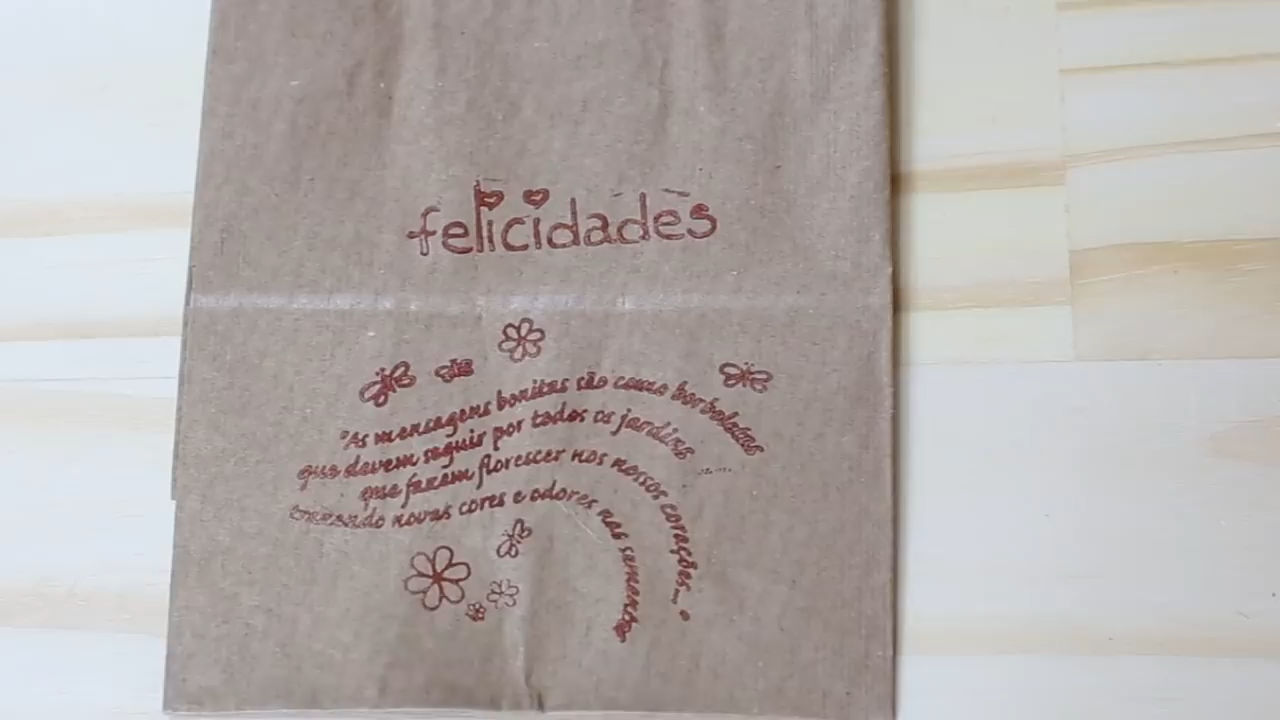 felicidades
"As mensagens bonitas são como borboletas
que devem seguir por todos os jardins
que fazem florescer nos nossos corações...
trazendo novas cores e odores nas